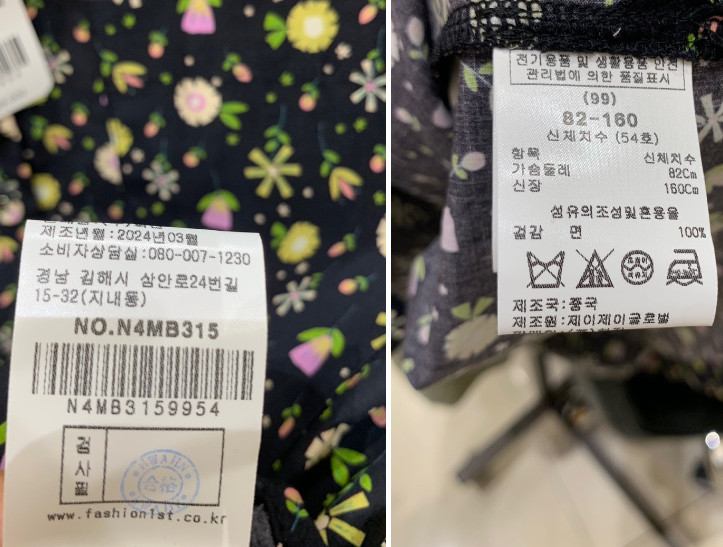 제조년월:2024년03월
소비자상담실:080-007-1230
경남 김해시 삼안로24번길
15-32(지내동)
NO.N4MB315
N4MB3159954
검사필
合格
www.fashion1st.co.kr
전기용품 및 생활용품 안전
관리법에 의한 품질표시
(99)
82-160
신체치수 (54호)
항목 신체치수
가슴둘레 82Cm
신장 160Cm
섬유의조성및혼용율
겉감 면 100%
제조국:중국
제조원:제이제이글로벌